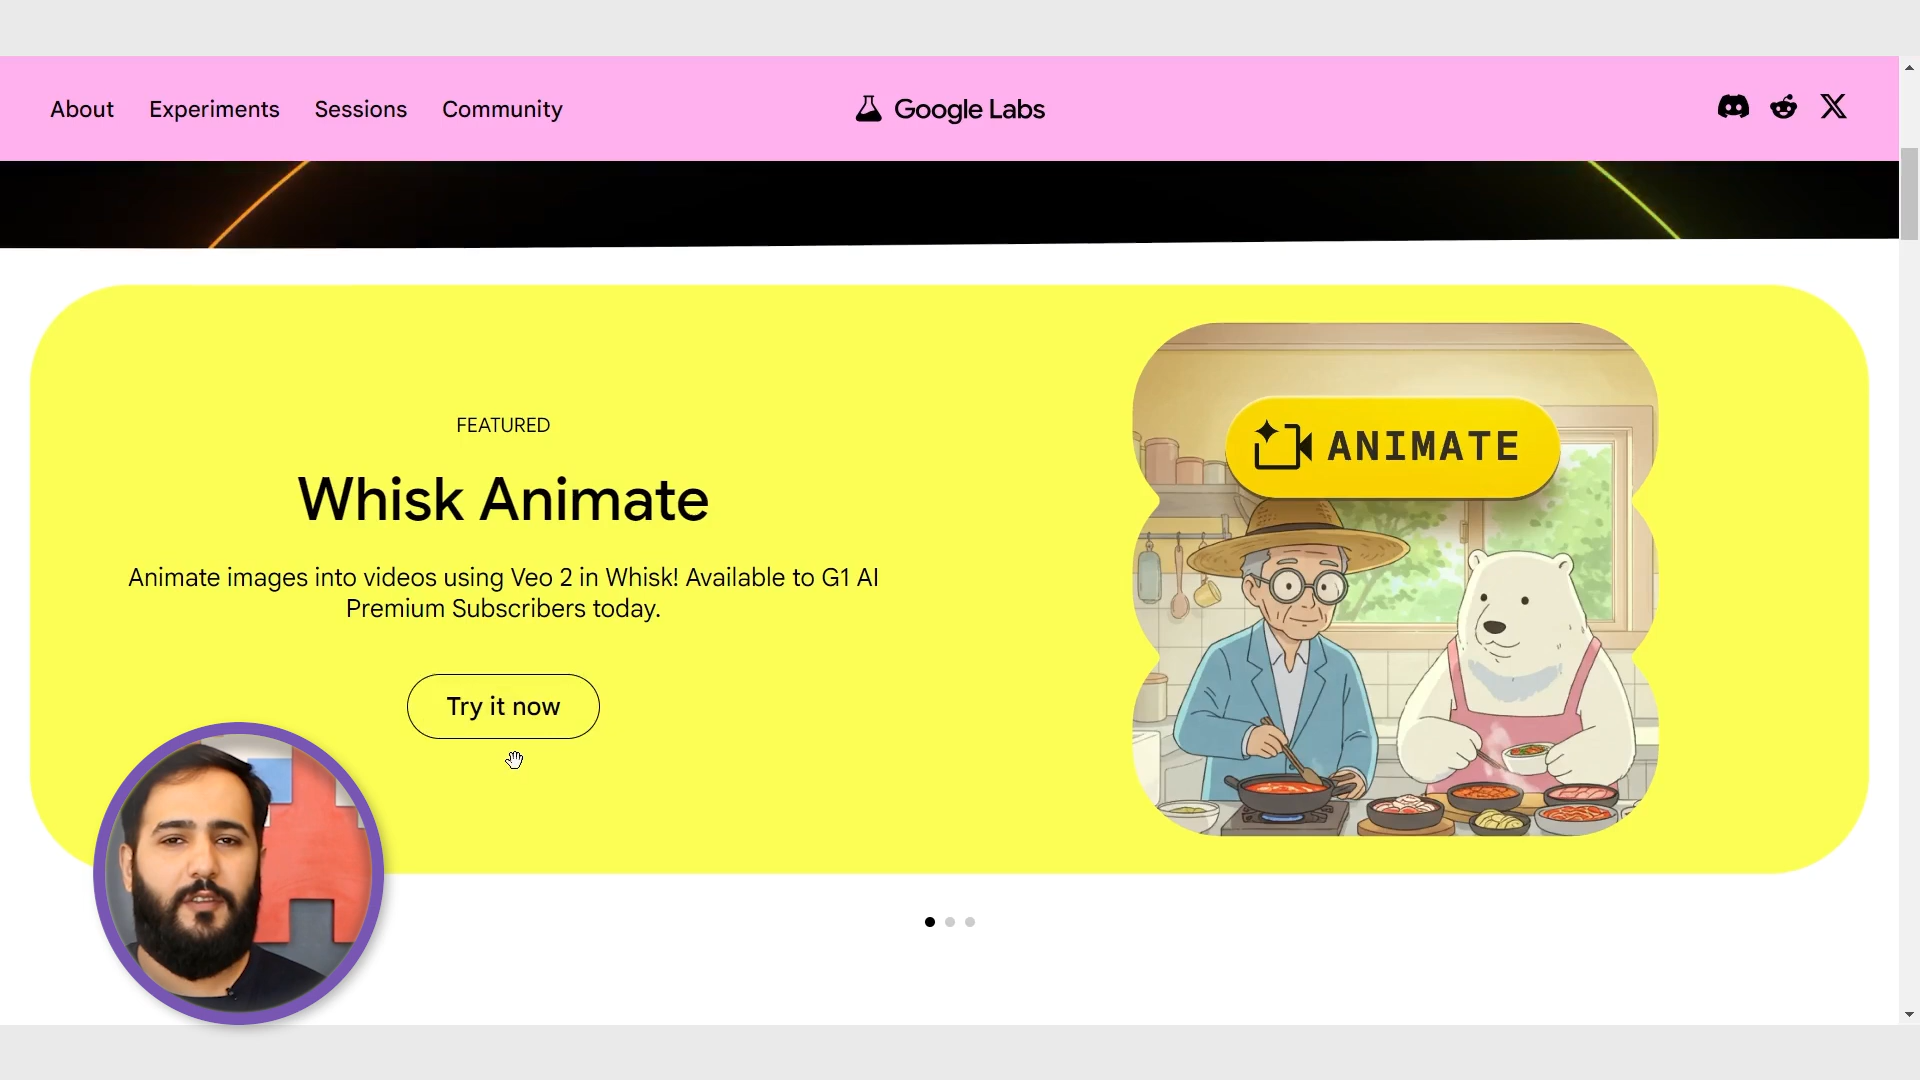 About
Experiments
Sessions
Community
Google Labs
FEATURED
Whisk Animate
Animate images into videos using Veo 2 in Whisk! Available to G1 AI
Premium Subscribers today.
Try it now
ANIMATE